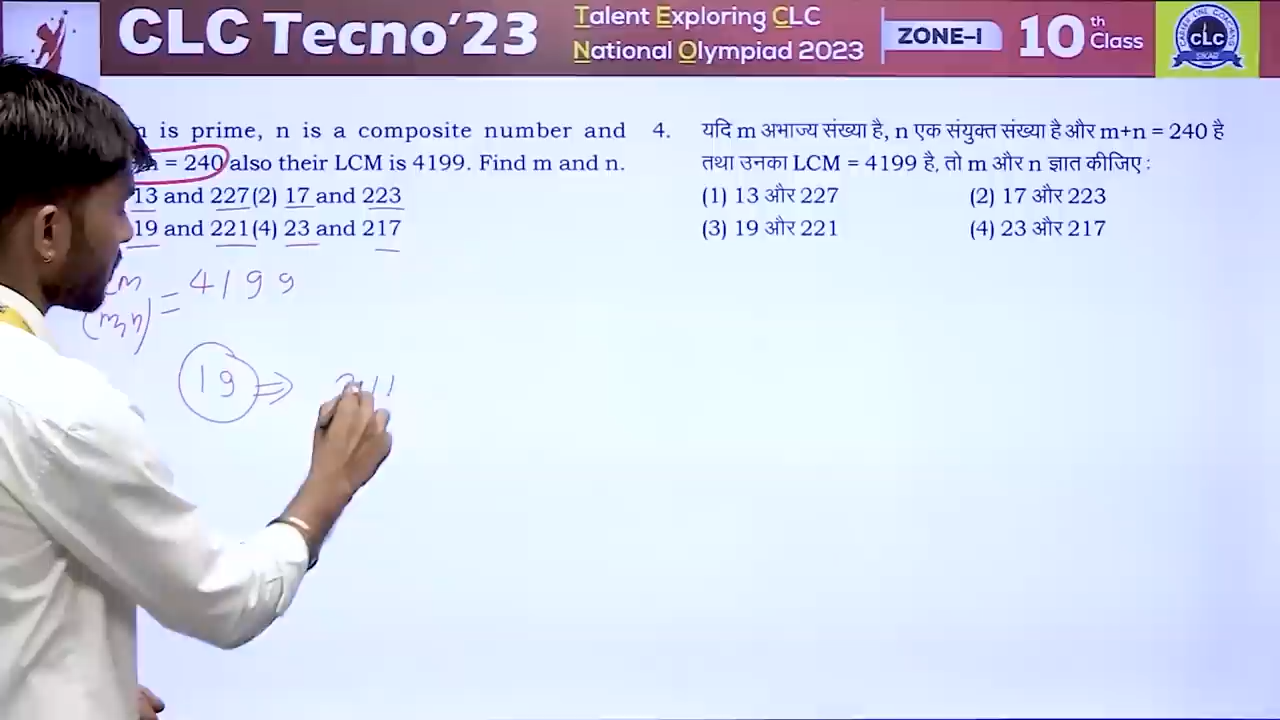 CLC Tecno'23
Talent Exploring CLC
National Olympiad 2023
ZONE-I
10th Class
CLC
SIKAR
is prime, n is a composite number and
= 240 also their LCM is 4199. Find m and n.
13 and 227 (2) 17 and 223
19 and 221 (4) 23 and 217
= 4199
(m,n)
19 ⇒
4. यदि m अभाज्य संख्या है, n एक संयुक्त संख्या है और m+n = 240 है
तथा उनका LCM = 4199 है, तो m और n ज्ञात कीजिए :
(1) 13 और 227 (2) 17 और 223
(3) 19 और 221 (4) 23 और 217